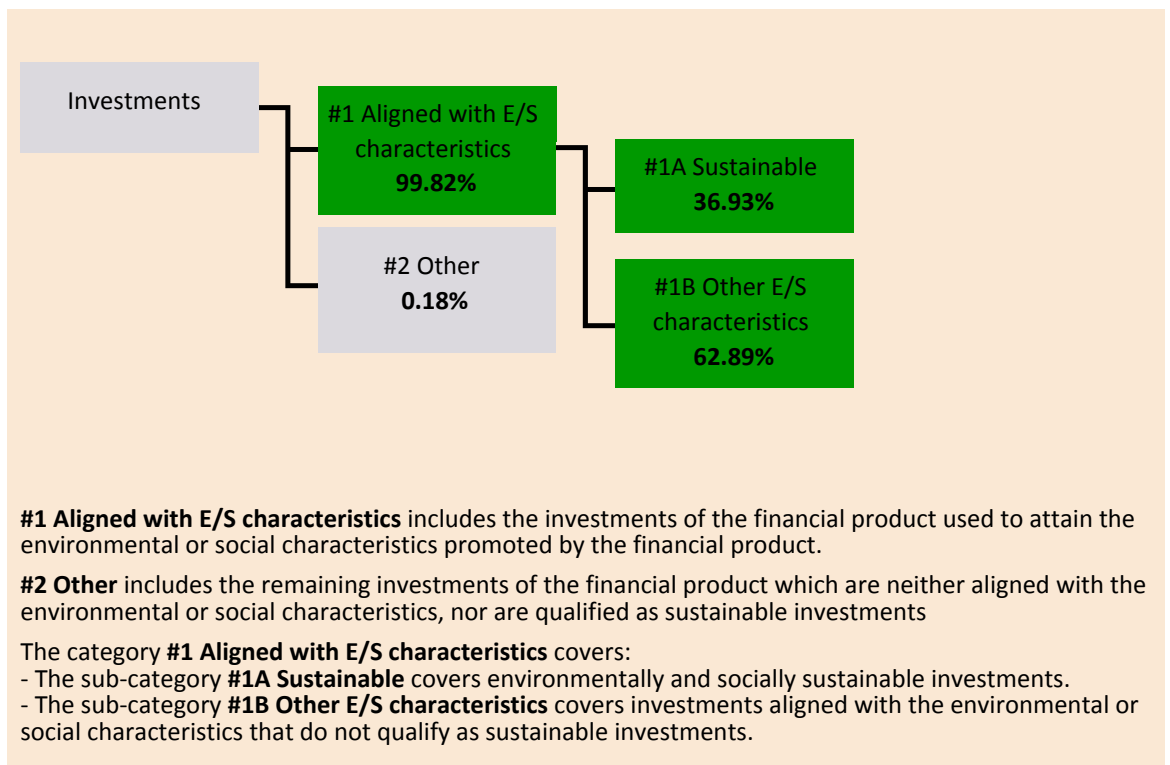 Investments
#1 Aligned with E/S
characteristics
99.82%
#2 Other
0.18%
#1A Sustainable
36.93%
#1B Other E/S
characteristics
62.89%
#1 Aligned with E/S characteristics includes the investments of the financial product used to attain the
environmental or social characteristics promoted by the financial product.
#2 Other includes the remaining investments of the financial product which are neither aligned with the
environmental or social characteristics, nor are qualified as sustainable investments
The category #1 Aligned with E/S characteristics covers:
- The sub-category #1A Sustainable covers environmentally and socially sustainable investments.
- The sub-category #1B Other E/S characteristics covers investments aligned with the environmental or
social characteristics that do not qualify as sustainable investments.